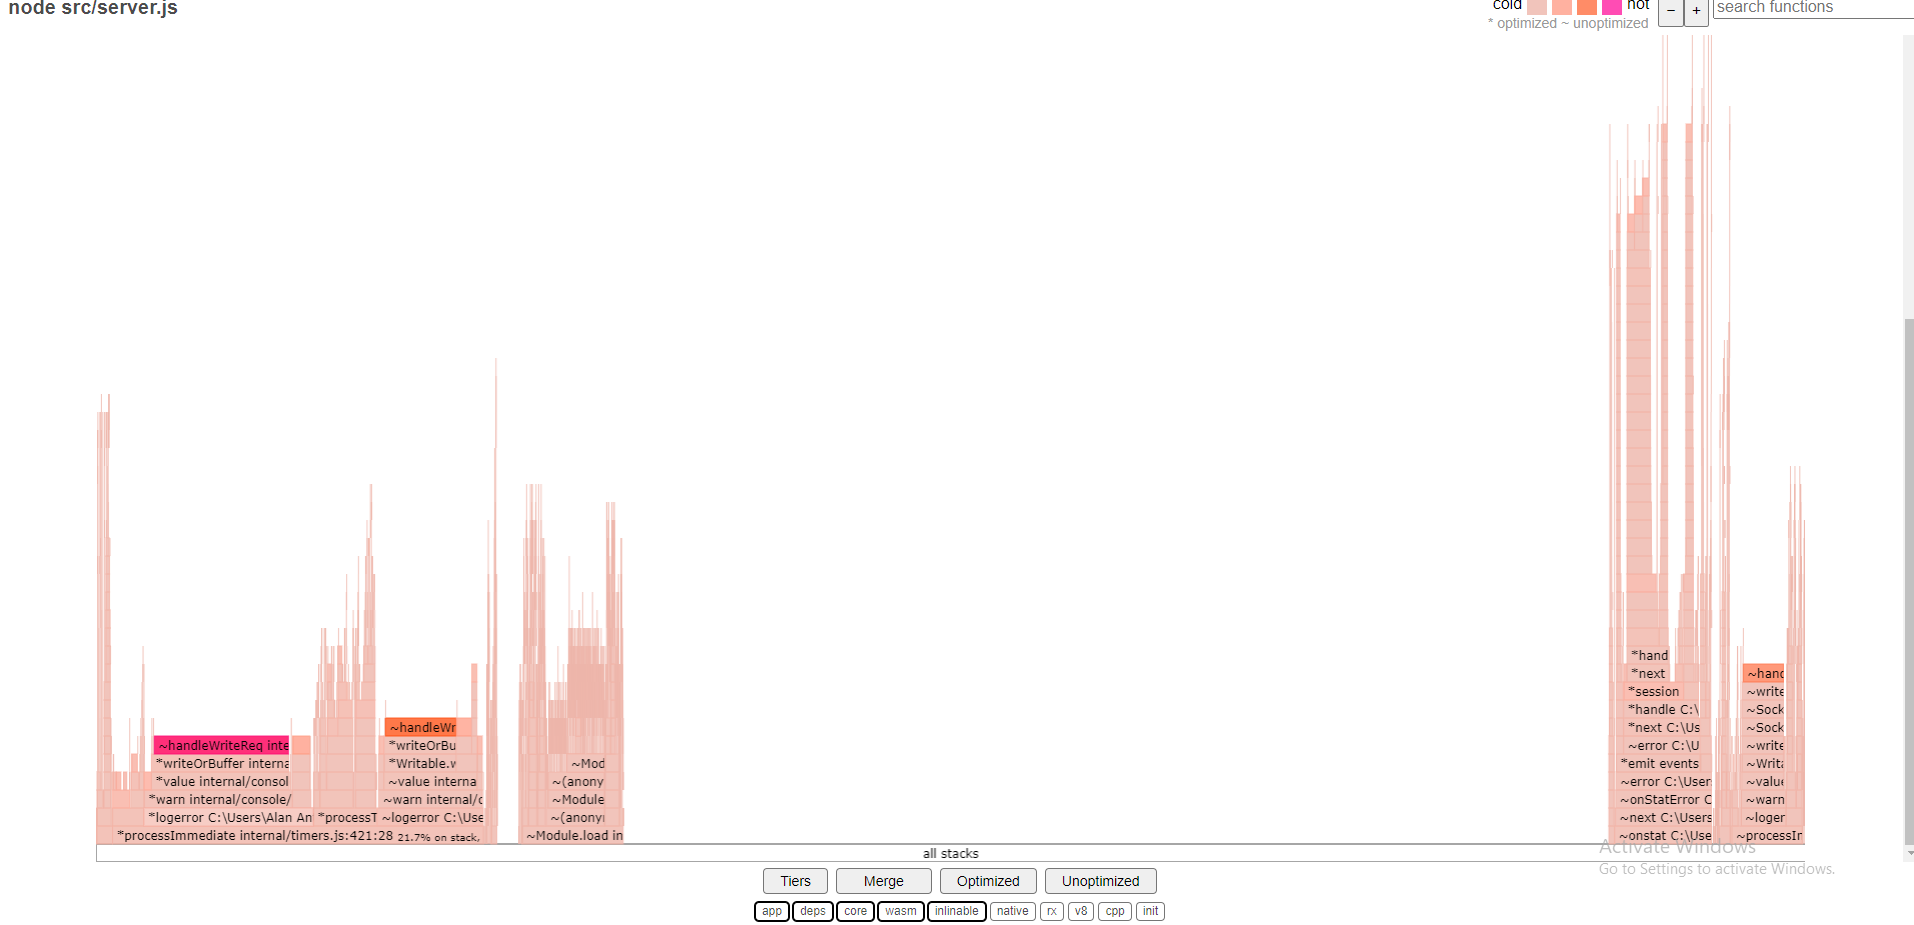 node src/server.js
cold
hot
− +
search functions
* optimized ~ unoptimized
~handleWriteReq inte
*writeOrBuffer interna
*value internal/consol
*warn internal/console/
*logerror C:\Users\Alan An
*processT
*processImmediate internal/timers.js:421:28 21.7% on stack,
~handleWr
*writeOrBu
*Writable.w
~value interna
~warn internal/c
~logerror C:\Use
~Mod
~(anony
~Module
~(anony
~Module.load in
*hand
*next
*session
*handle C:\
*next C:\Us
~error C:\U
*emit events
~error C:\User
~onStatError C
~next C:\Users
~onstat C:\Use
~hand
~write
~Sock
~Sock
~write
~Writa
~value
~warn
~loger
~processIr
all stacks
Activate Windows
Go to Settings to activate Windows.
Tiers Merge Optimized Unoptimized
app deps core wasm inlinable native rx v8 cpp init